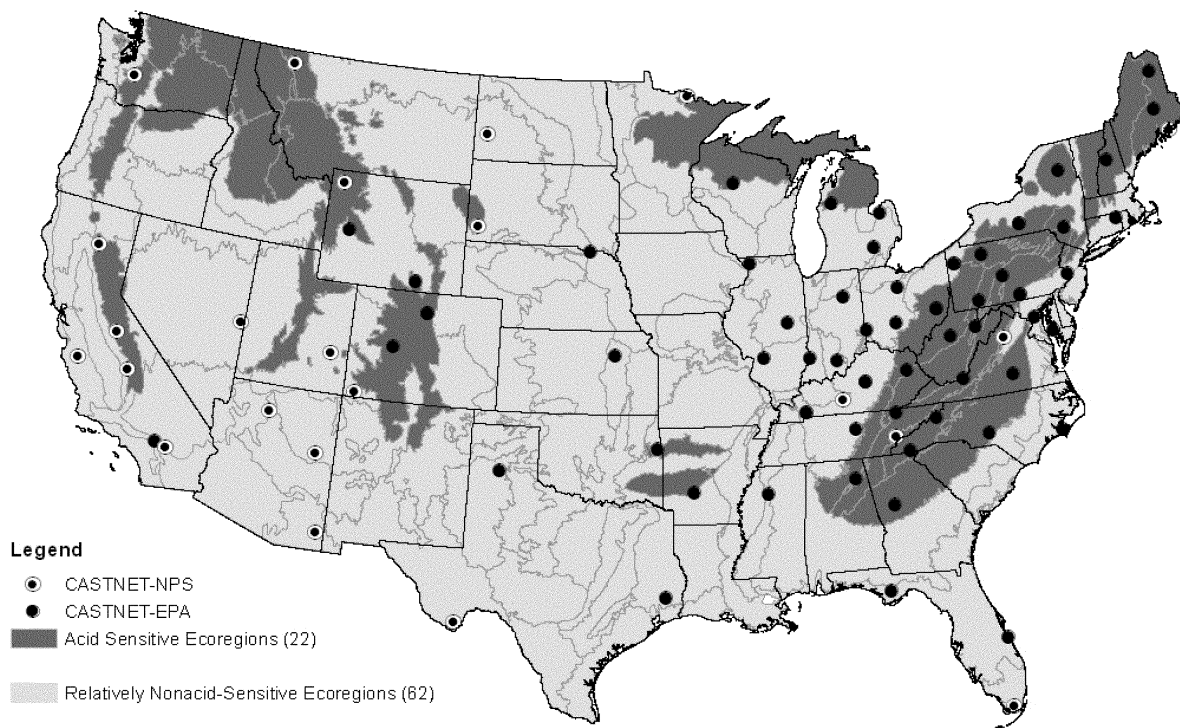 Legend
CASTNET-NPS
CASTNET-EPA
Acid Sensitive Ecoregions (22)
Relatively Nonacid-Sensitive Ecoregions (62)